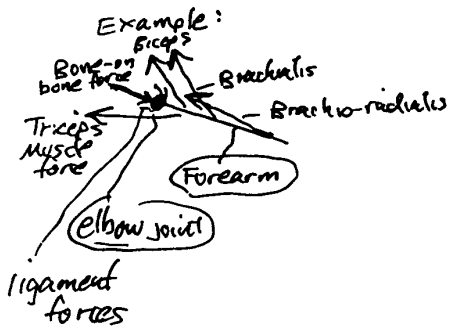 Example:
Biceps
Bone-on
bone force
Brachialis
Brachio-radialis
Triceps
Muscle
force
Forearm
elbow joint
ligament
forces